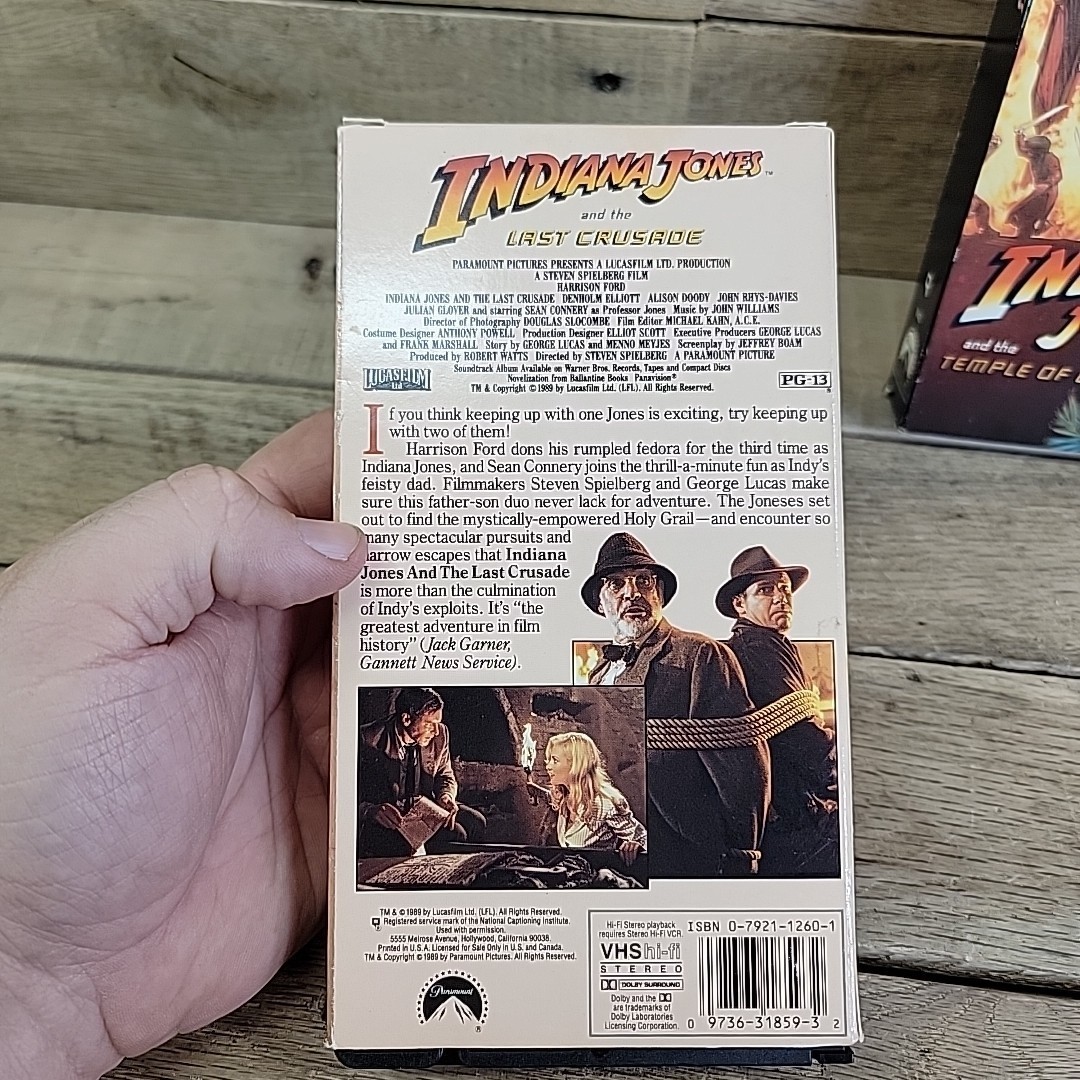 INDIANA JONES™
and the
LAST CRUSADE
PARAMOUNT PICTURES PRESENTS A LUCASFILM LTD. PRODUCTION
A STEVEN SPIELBERG FILM
HARRISON FORD
INDIANA JONES AND THE LAST CRUSADE DENHOLM ELLIOTT ALISON DOODY JOHN RHYS-DAVIES
JULIAN GLOVER and starring SEAN CONNERY as Professor Jones Music by JOHN WILLIAMS
Director of Photography DOUGLAS SLOCOMBE Film Editor MICHAEL KAHN, A.C.E.
Costume Designer ANTHONY POWELL Production Designer ELLIOT SCOTT Executive Producers GEORGE LUCAS
and FRANK MARSHALL Story by GEORGE LUCAS and MENNO MEYJES Screenplay by JEFFREY BOAM
Produced by ROBERT WATTS Directed by STEVEN SPIELBERG A PARAMOUNT PICTURE
Soundtrack Album Available on Warner Bros. Records, Tapes and Compact Discs
Novelization from Ballantine Books Panavision®
TM & Copyright © 1989 by Lucasfilm Ltd. (LFL). All Rights Reserved.
LUCASFILM Ltd.
PG-13
If you think keeping up with one Jones is exciting, try keeping up
with two of them!
Harrison Ford dons his rumpled fedora for the third time as
Indiana Jones, and Sean Connery joins the thrill-a-minute fun as Indy's
feisty dad. Filmmakers Steven Spielberg and George Lucas make
sure this father-son duo never lack for adventure. The Joneses set
out to find the mystically-empowered Holy Grail—and encounter so
many spectacular pursuits and
narrow escapes that Indiana
Jones And The Last Crusade
is more than the culmination
of Indy's exploits. It's "the
greatest adventure in film
history" (Jack Garner,
Gannett News Service).
TM & © 1989 by Lucasfilm Ltd. (LFL). All Rights Reserved.
Registered service mark of the National Captioning Institute.
Used with permission.
5555 Melrose Avenue, Hollywood, California 90038.
Printed in U.S.A. Licensed for Sale Only in U.S. and Canada.
TM & Copyright © 1989 by Paramount Pictures. All Rights Reserved.
Paramount
®
Hi-Fi Stereo playback
requires Stereo Hi-Fi VCR.
VHS hi-fi
STEREO
DOLBY SURROUND
Dolby and the
are trademarks of
Dolby Laboratories
Licensing Corporation.
ISBN 0-7921-1260-1
0 9736-31859-3 2
IN
J
and the
TEMPLE OF